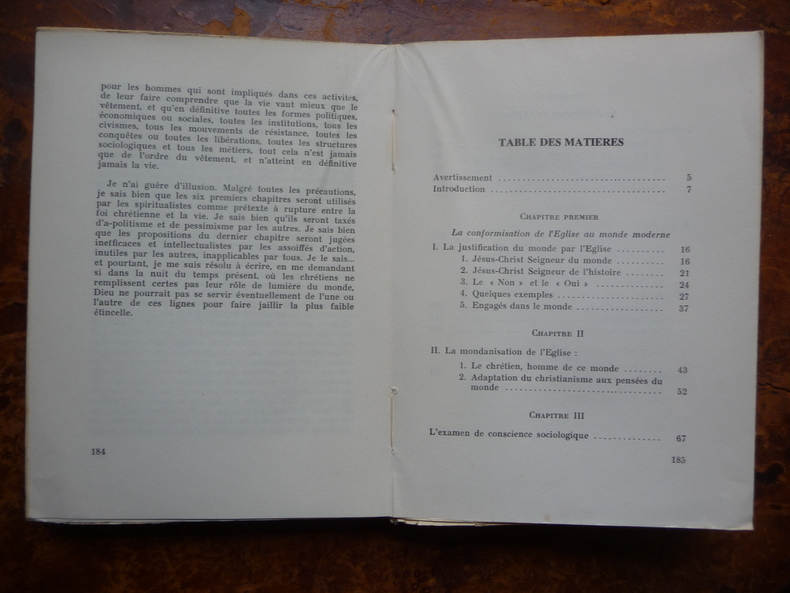 pour les hommes qui sont impliqués dans ces activités,
de leur faire comprendre que la vie vaut mieux que le
vêtement, et qu'en définitive toutes les formes politiques,
économiques ou sociales, toutes les institutions, tous les
civismes, tous les mouvements de résistance, toutes les
conquêtes ou toutes les libérations, toutes les structures
sociologiques et tous les métiers, tout cela n'est jamais
que de l'ordre du vêtement, et n'atteint en définitive
jamais la vie.
Je n'ai guère d'illusion. Malgré toutes les précautions,
je sais bien que les six premiers chapitres seront utilisés
par les spiritualistes comme prétexte à rupture entre la
foi chrétienne et la vie. Je sais bien qu'ils seront taxés
d'a-politisme et de pessimisme par les autres. Je sais bien
que les propositions du dernier chapitre seront jugées
inefficaces et intellectualistes par les assoiffés d'action,
inutiles par les autres, inapplicables par tous. Je le sais...
et pourtant, je me suis résolu à écrire, en me demandant
si dans la nuit du temps présent, où les chrétiens ne
remplissent certes pas leur rôle de lumière du monde,
Dieu ne pourrait pas se servir éventuellement de l'une ou
l'autre de ces lignes pour faire jaillir la plus faible
étincelle.
184
TABLE DES MATIERES
Avertissement ........ 5
Introduction ........ 7
CHAPITRE PREMIER
La conformisation de l'Eglise au monde moderne
I. La justification du monde par l'Eglise ........ 16
1. Jésus-Christ Seigneur du monde ........ 16
2. Jésus-Christ Seigneur de l'histoire ........ 21
3. Le « Non » et le « Oui » ........ 24
4. Quelques exemples ........ 27
5. Engagés dans le monde ........ 37
CHAPITRE II
II. La mondanisation de l'Eglise :
1. Le chrétien, homme de ce monde ........ 43
2. Adaptation du christianisme aux pensées du
monde ........ 52
CHAPITRE III
L'examen de conscience sociologique ........ 67
185